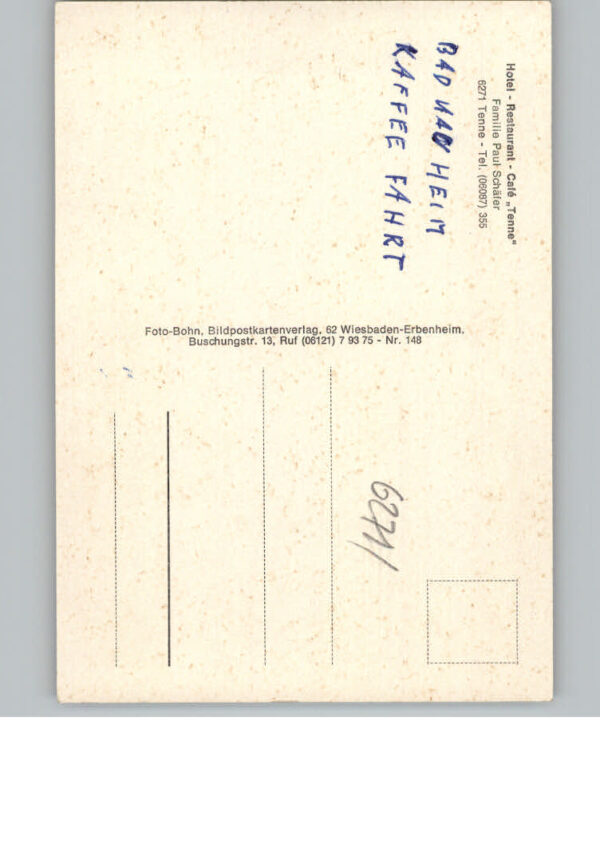 Hotel - Restaurant - Café „Tenne"
Familie Paul Schäfer
6271 Tenne - Tel. (06087) 355
BAD NAUHEIM
KAFFEE FAHRT
Foto-Bohn, Bildpostkartenverlag, 62 Wiesbaden-Erbenheim,
Buschungstr. 13, Ruf (06121) 7 93 75 - Nr. 148
6271/